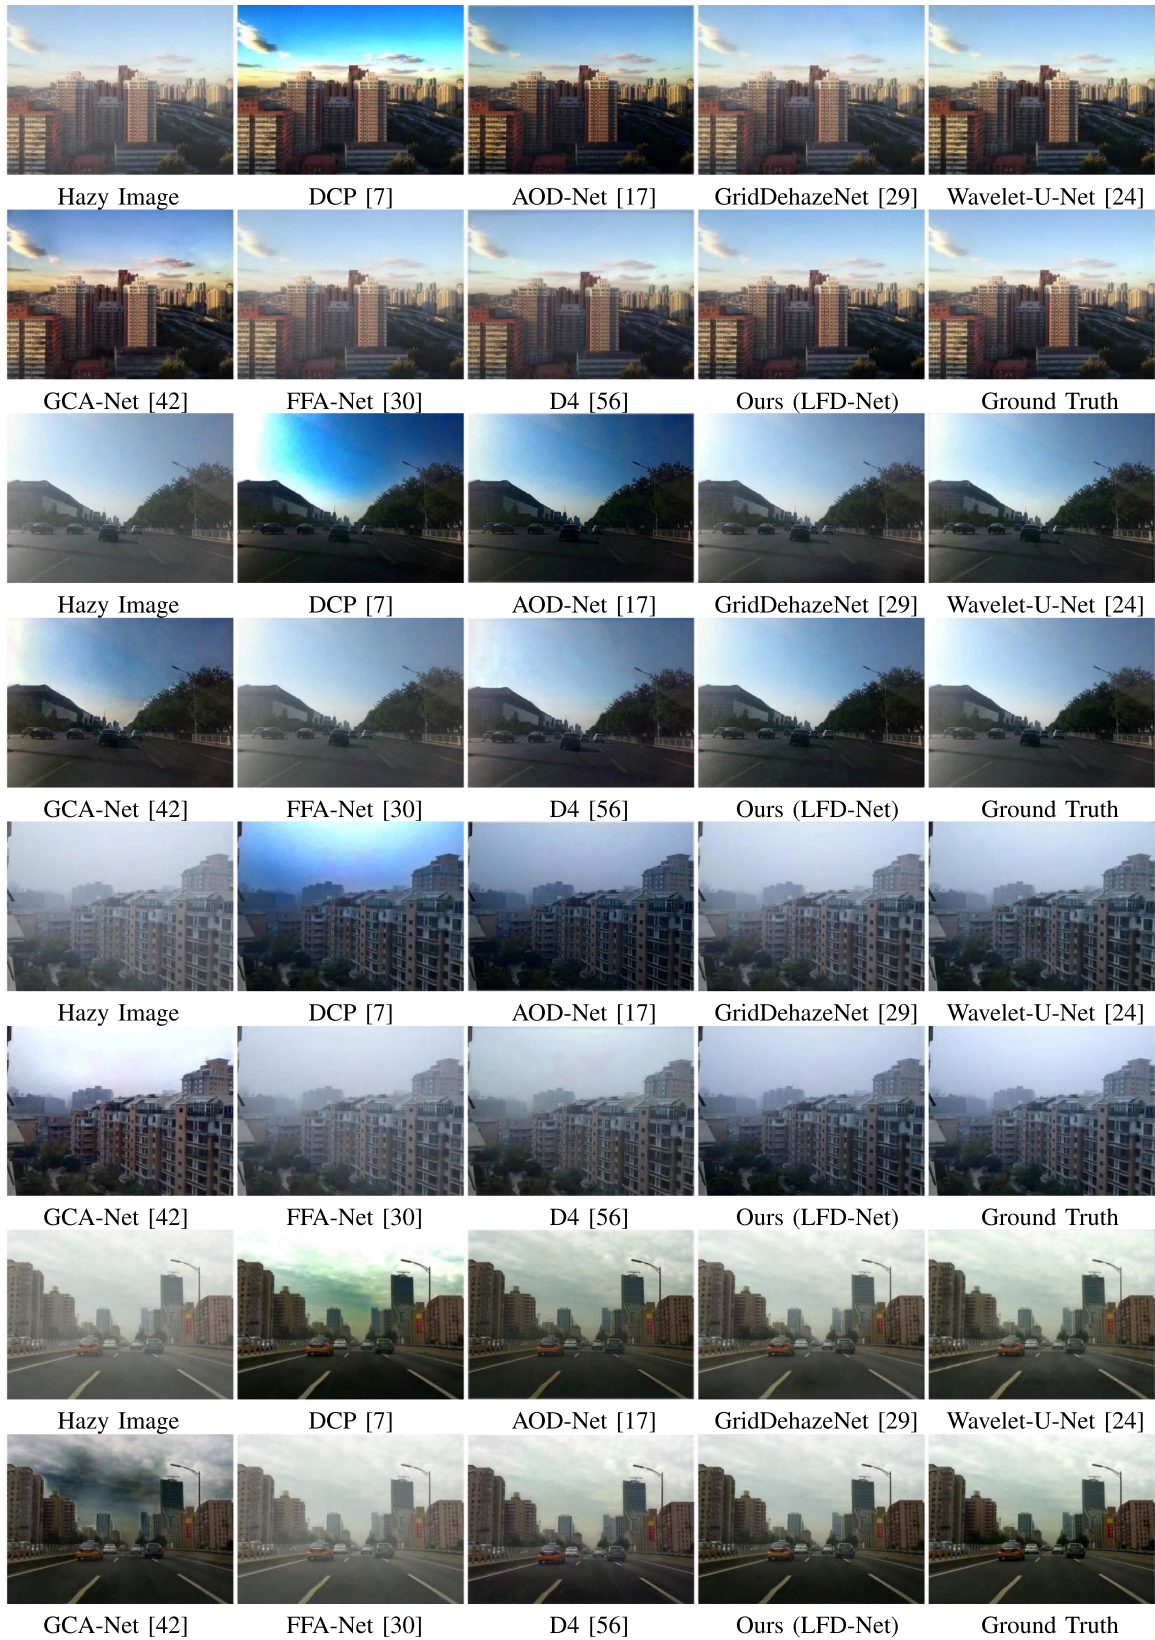 Hazy Image DCP [7] AOD-Net [17] GridDehazeNet [29] Wavelet-U-Net [24]
GCA-Net [42] FFA-Net [30] D4 [56] Ours (LFD-Net) Ground Truth
Hazy Image DCP [7] AOD-Net [17] GridDehazeNet [29] Wavelet-U-Net [24]
GCA-Net [42] FFA-Net [30] D4 [56] Ours (LFD-Net) Ground Truth
Hazy Image DCP [7] AOD-Net [17] GridDehazeNet [29] Wavelet-U-Net [24]
GCA-Net [42] FFA-Net [30] D4 [56] Ours (LFD-Net) Ground Truth
Hazy Image DCP [7] AOD-Net [17] GridDehazeNet [29] Wavelet-U-Net [24]
GCA-Net [42] FFA-Net [30] D4 [56] Ours (LFD-Net) Ground Truth